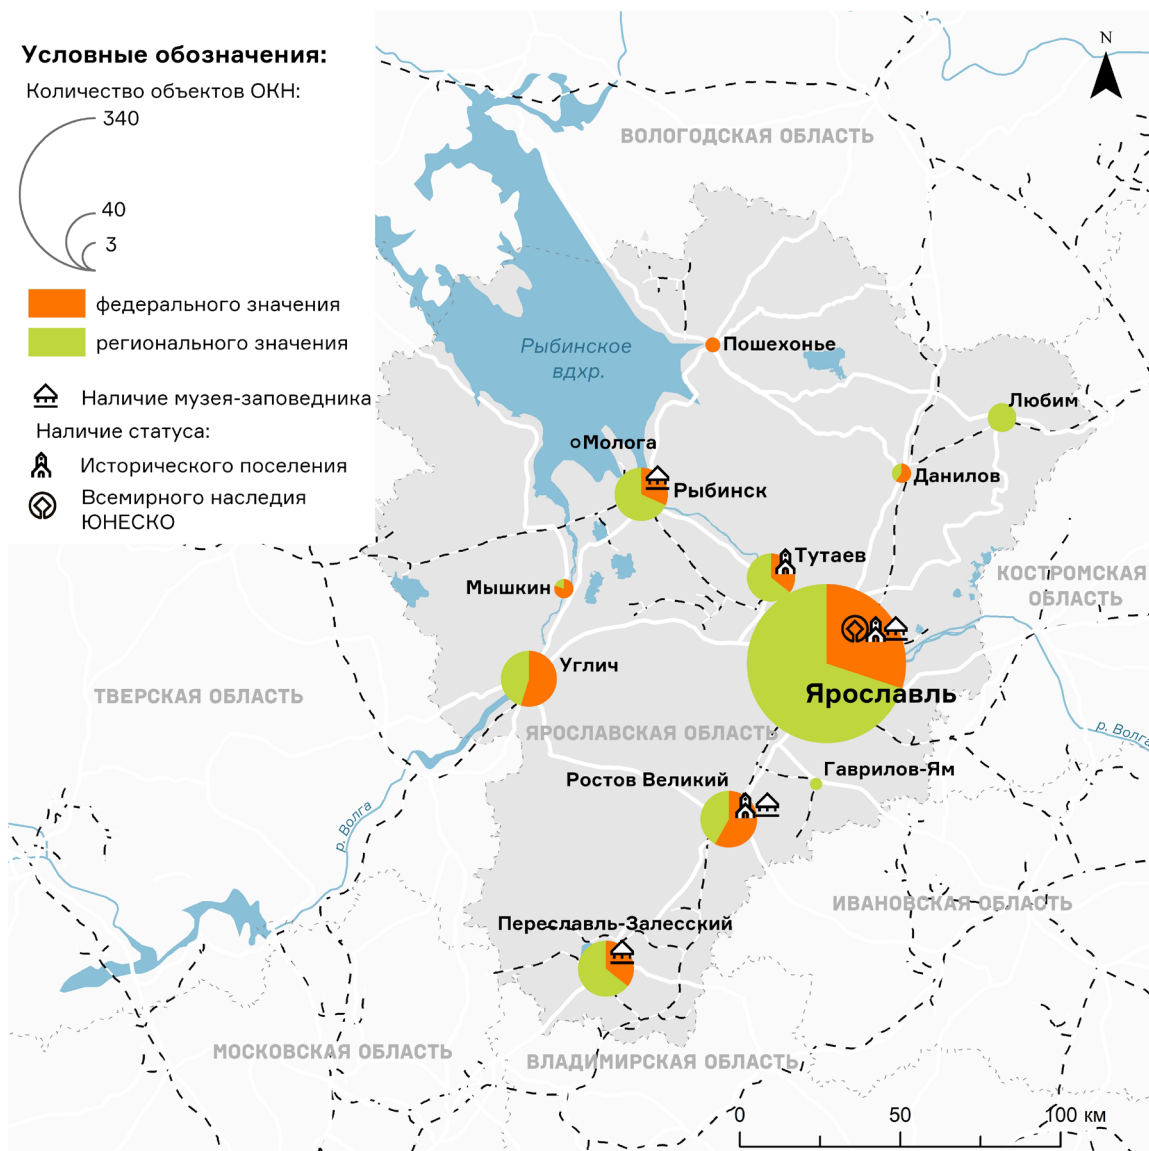 Условные обозначения:
Количество объектов ОКН:
340
40
3
федерального значения
регионального значения
Наличие музея-заповедника
Наличие статуса:
Исторического поселения
Всемирного наследия
ЮНЕСКО
N
ВОЛОГОДСКАЯ ОБЛАСТЬ
Рыбинское
вдхр.
Пошехонье
Любим
Молога
Данилов
Рыбинск
Тутаев
КОСТРОМСКАЯ
ОБЛАСТЬ
Мышкин
Углич
ТВЕРСКАЯ ОБЛАСТЬ
Ярославль
ЯРОСЛАВСКАЯ ОБЛАСТЬ
р. Волга
Гаврилов-Ям
Ростов Великий
р. Волга
ИВАНОВСКАЯ ОБЛАСТЬ
Переславль-Залесский
МОСКОВСКАЯ ОБЛАСТЬ
ВЛАДИМИРСКАЯ ОБЛАСТЬ
0 50 100 км